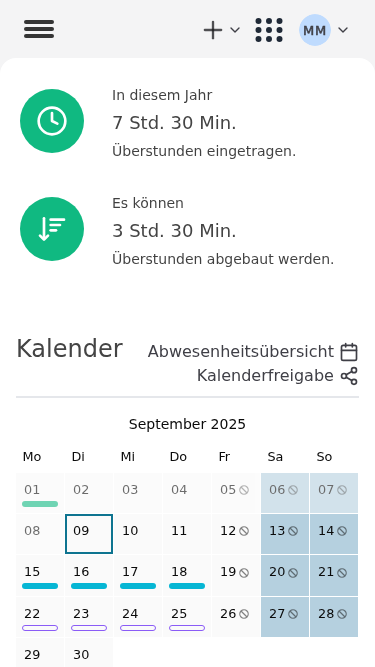 MM
In diesem Jahr
7 Std. 30 Min.
Überstunden eingetragen.
Es können
3 Std. 30 Min.
Überstunden abgebaut werden.
Kalender
Abwesenheitsübersicht
Kalenderfreigabe
September 2025
Mo Di Mi Do Fr Sa So
01 02 03 04 05 06 07
08 09 10 11 12 13 14
15 16 17 18 19 20 21
22 23 24 25 26 27 28
29 30